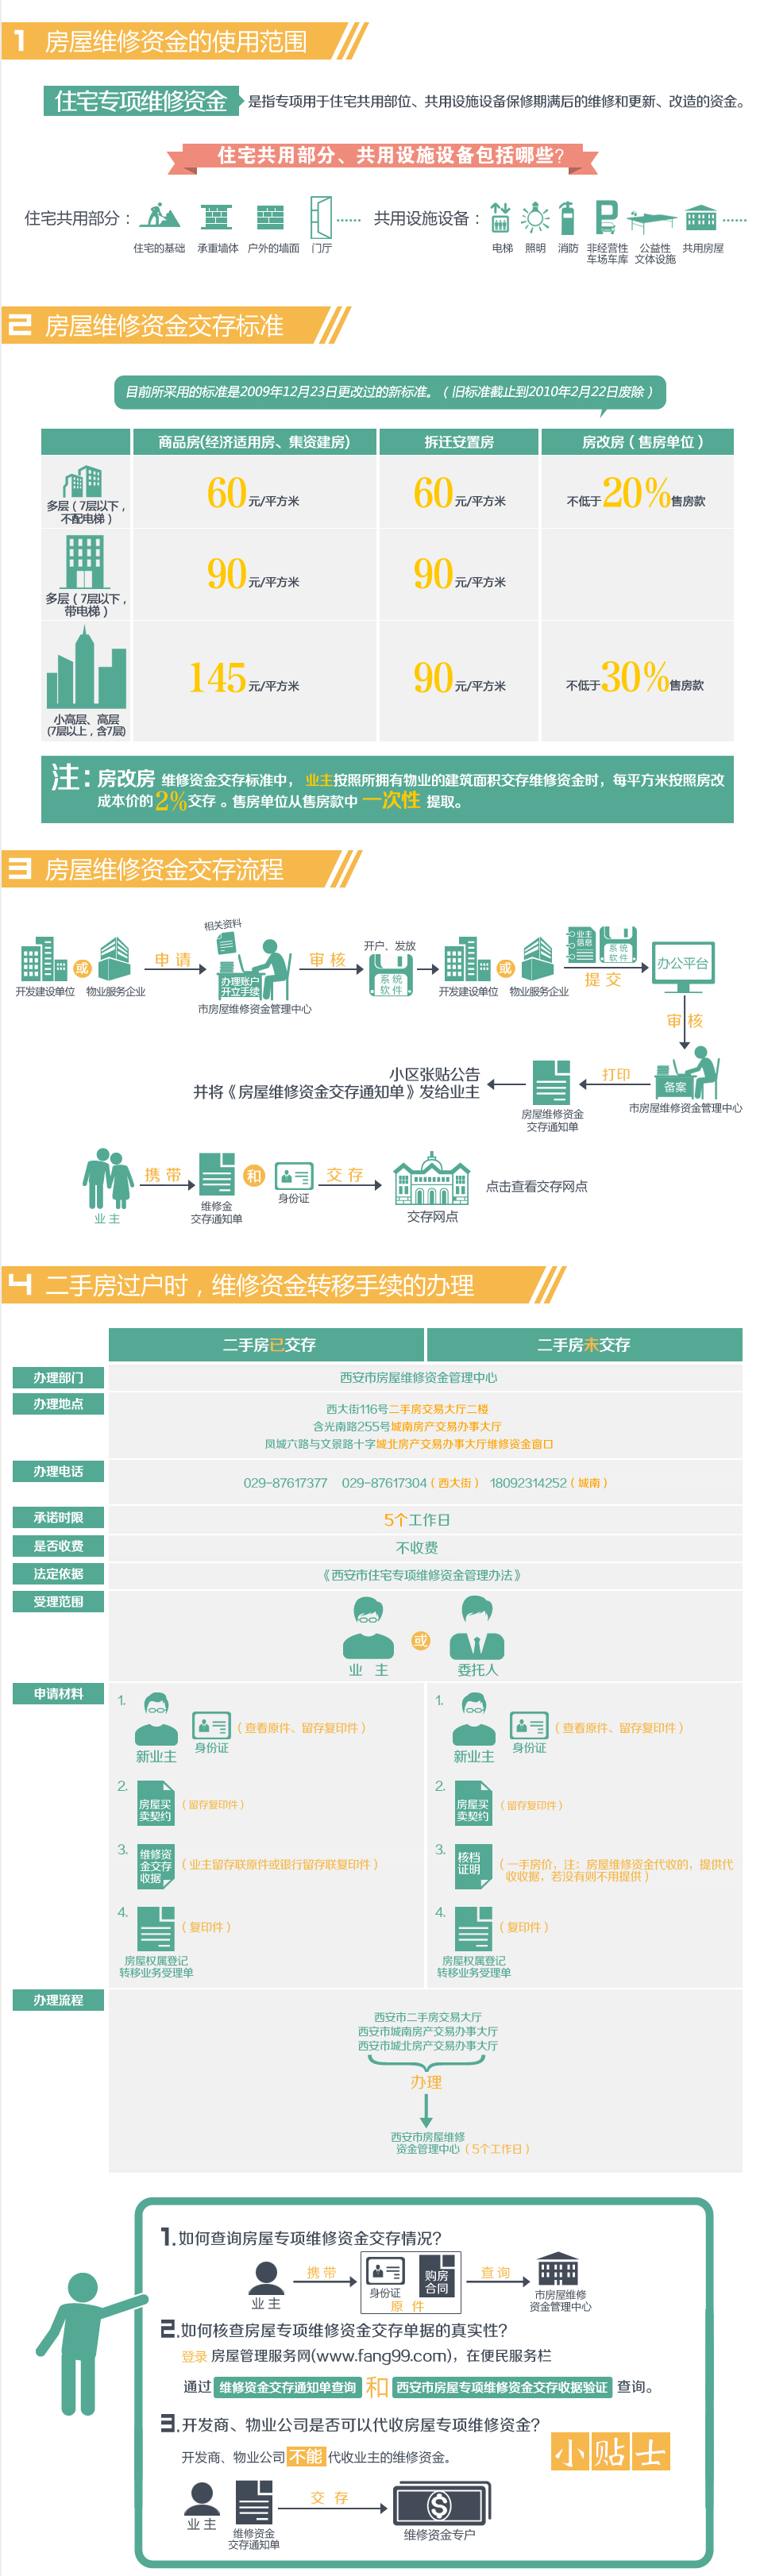 1 房屋维修资金的使用范围
住宅专项维修资金 是指专项用于住宅共用部位、共用设施设备保修期满后的维修和更新、改造的资金。
住宅共用部分、共用设施设备包括哪些?
住宅共用部分： ······ 共用设施设备： ······
住宅的基础 承重墙体 户外的墙面 门厅 电梯 照明 消防 非经营性 公益性 共用房屋
车场车库 文体设施
2 房屋维修资金交存标准
目前所采用的标准是2009年12月23日更改过的新标准。（旧标准截止到2010年2月22日废除）
商品房(经济适用房、集资建房) 拆迁安置房 房改房（售房单位）
多层（7层以下，
不配电梯）
60元/平方米 60元/平方米 不低于20%售房款
多层（7层以下，
带电梯）
90元/平方米 90元/平方米
小高层、高层
(7层以上，含7层)
145元/平方米 90元/平方米 不低于30%售房款
注：房改房 维修资金交存标准中， 业主按照所拥有物业的建筑面积交存维修资金时，每平方米按照房改
成本价的2%交存 。售房单位从售房款中 一次性 提取。
3 房屋维修资金交存流程
开发建设单位 或 物业服务企业
申 请
相关资料
办理账户
开立手续
市房屋维修资金管理中心
审 核
开户、发放
系 统
软 件
开发建设单位 或 物业服务企业
业主
信息
系 统
软 件
提 交
办公平台
审 核
备案
市房屋维修资金管理中心
打印
房屋维修资金
交存通知单
小区张贴公告
并将《房屋维修资金交存通知单》发给业主
业 主
携 带
维修金
交存通知单
和
身份证
交 存
交存网点
点击查看交存网点
4 二手房过户时，维修资金转移手续的办理
二手房已交存 二手房未交存
办理部门 西安市房屋维修资金管理中心
办理地点 西大街116号二手房交易大厅二楼
含光南路255号城南房产交易办事大厅
凤城六路与文景路十字城北房产交易办事大厅维修资金窗口
办理电话 029-87617377 029-87617304（西大街） 18092314252（城南）
承诺时限 5个工作日
是否收费 不收费
法定依据 《西安市住宅专项维修资金管理办法》
受理范围
业 主 或 委托人
申请材料
1.
新业主
身份证
（查看原件、留存复印件）
2.
房屋买
卖契约
（留存复印件）
3.
维修资
金交存
收据
（业主留存联原件或银行留存联复印件）
4.
（复印件）
房屋权属登记
转移业务受理单
1.
新业主
身份证
（查看原件、留存复印件）
2.
房屋买
卖契约
（留存复印件）
3.
核档
证明
（一手房价，注：房屋维修资金代收的，提供代
收收据，若没有则不用提供）
4.
（复印件）
房屋权属登记
转移业务受理单
办理流程
西安市二手房交易大厅
西安市城南房产交易办事大厅
西安市城北房产交易办事大厅
办理
西安市房屋维修
资金管理中心（5个工作日）
1.如何查询房屋专项维修资金交存情况?
业 主
携 带
身份证
购房
合同
原 件
查 询
市房屋维修
资金管理中心
2.如何核查房屋专项维修资金交存单据的真实性?
登录 房屋管理服务网(www.fang99.com)，在便民服务栏
通过 维修资金交存通知单查询 和 西安市房屋专项维修资金交存收据验证 查询。
3.开发商、物业公司是否可以代收房屋专项维修资金?
开发商、物业公司 不能 代收业主的维修资金。
小贴士
业 主
维修资金
交存通知单
交 存
$
维修资金专户